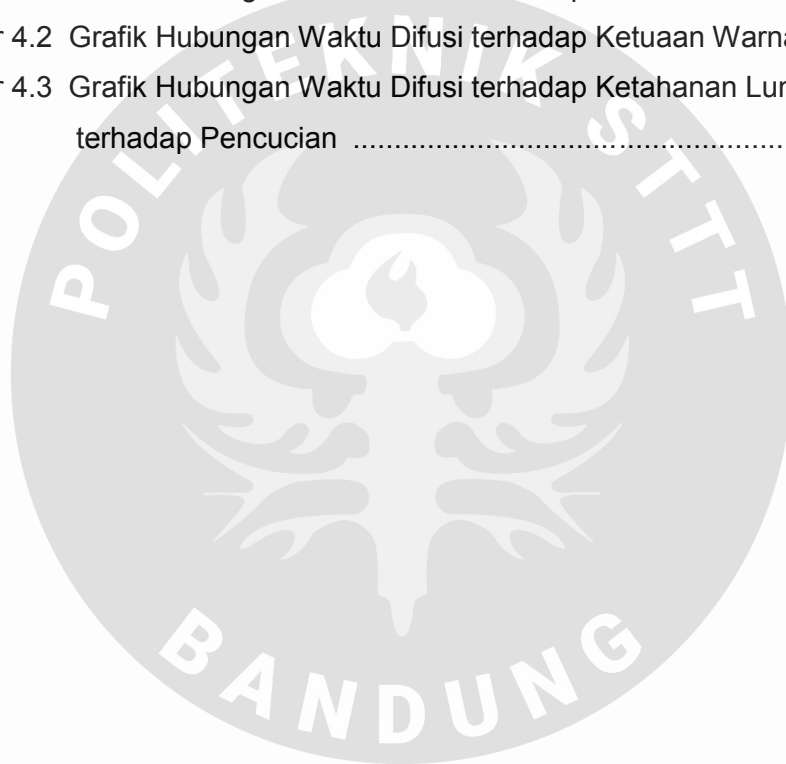 r 4.2 Grafik Hubungan Waktu Difusi terhadap Ketuaan Warna
r 4.3 Grafik Hubungan Waktu Difusi terhadap Ketahanan Lun
terhadap Pencucian ....................................................
POLITEKNIK STTT
BANDUNG